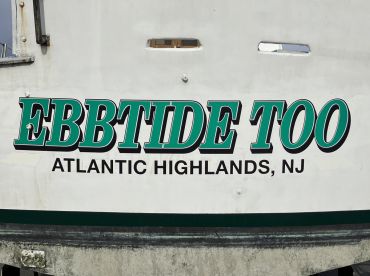 EBBTIDE TOO
ATLANTIC HIGHLANDS, NJ